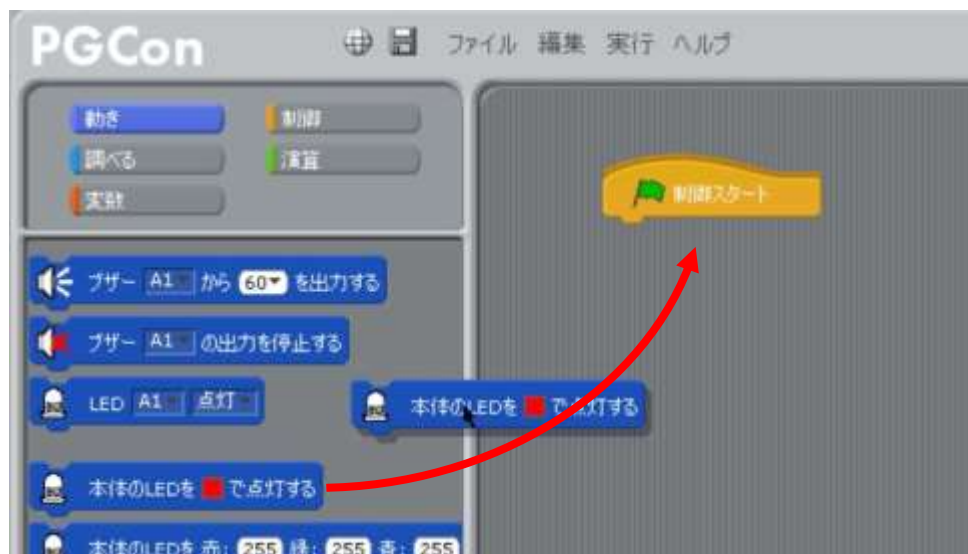 PGCon
ファイル 編集 実行 ヘルプ
動き
制御
調べる
演算
変数
制御スタート
ブザー A1 から 60 を出力する
ブザー A1 の出力を停止する
LED A1 点灯
本体のLEDを で点灯する
本体のLEDを で点灯する
本体のLEDを 赤: 255 緑: 255 青: 255